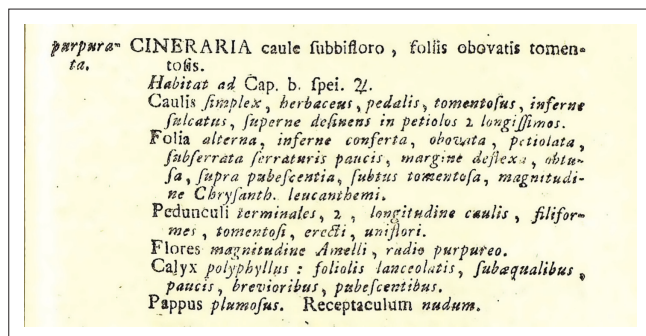 purpura- CINERARIA caule ſubbifloro, foliis obovatis tomen-
ta. toſis.
Habitat ad Cap. b. ſpei. ♃.
Caulis ſimplex, herbaceus, pedalis, tomentoſus, inferne
ſulcatus, ſuperne deſinens in petiolos 2 longiſſimos.
Folia alterna, inferne conferta, obovata, petiolata,
ſubſerrata ſerraturis paucis, margine deflexa, obtu-
ſa, ſupra pubeſcentia, ſubtus tomentoſa, magnitudi-
ne Chryſanth. leucanthemi.
Pedunculi terminales, 2, longitudine caulis, filifor-
mes, tomentoſi, erecti, uniflori.
Flores magnitudine Amelli, radio purpureo.
Calyx polyphyllus: foliolis lanceolatis, ſubæqualibus,
paucis, brevioribus, pubeſcentibus.
Pappus plumoſus. Receptaculum nudum.